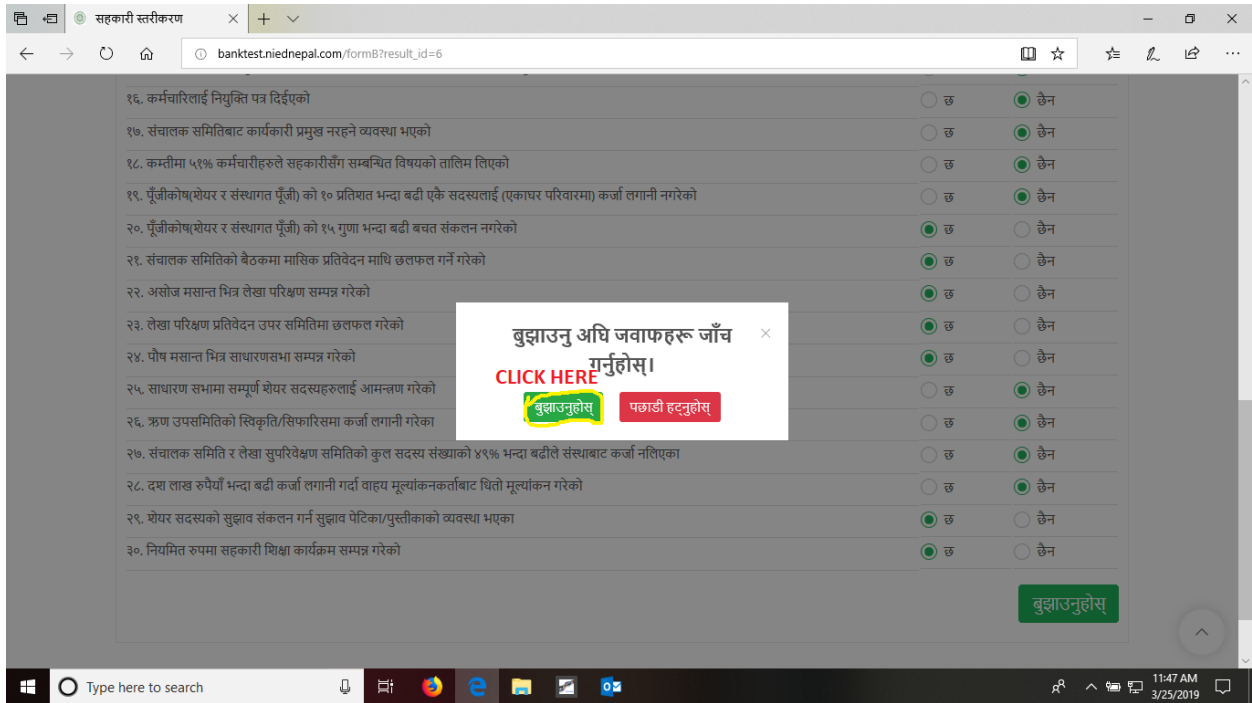 सहकारी स्तरीकरण
banktest.niednepal.com/formB?result_id=6
१६. कर्मचारिलाई नियुक्ति पत्र दिईएको छ छैन
१७. संचालक समितिबाट कार्यकारी प्रमुख नरहने व्यवस्था भएको छ छैन
१८. कम्तीमा ५१% कर्मचारीहरुले सहकारीसँग सम्बन्धित विषयको तालिम लिएको छ छैन
१९. पूँजीकोष(शेयर र संस्थागत पूँजी) को १० प्रतिशत भन्दा बढी एकै सदस्यलाई (एकाघर परिवारमा) कर्जा लगानी नगरेको छ छैन
२०. पूँजीकोष(शेयर र संस्थागत पूँजी) को १५ गुणा भन्दा बढी बचत संकलन नगरेको छ छैन
२१. संचालक समितिको बैठकमा मासिक प्रतिवेदन माथि छलफल गर्ने गरेको छ छैन
२२. असोज मसान्त भित्र लेखा परिक्षण सम्पन्न गरेको छ छैन
२३. लेखा परिक्षण प्रतिवेदन उपर समितिमा छलफल गरेको छ छैन
२४. पौष मसान्त भित्र साधारणसभा सम्पन्न गरेको छ छैन
२५. साधारण सभामा सम्पूर्ण शेयर सदस्यहरुलाई आमन्त्रण गरेको छ छैन
२६. ऋण उपसमितिको स्विकृति/सिफारिसमा कर्जा लगानी गरेका छ छैन
२७. संचालक समिति र लेखा सुपरिवेक्षण समितिको कुल सदस्य संख्याको ४९% भन्दा बढीले संस्थाबाट कर्जा नलिएका छ छैन
२८. दश लाख रुपैयाँ भन्दा बढी कर्जा लगानी गर्दा वाहय मूल्यांकनकर्ताबाट धितो मूल्यांकन गरेको छ छैन
२९. शेयर सदस्यको सुझाव संकलन गर्न सुझाव पेटिका/पुस्तीकाको व्यवस्था भएका छ छैन
३०. नियमित रुपमा सहकारी शिक्षा कार्यक्रम सम्पन्न गरेको छ छैन
बुझाउनुहोस्
बुझाउनु अघि जवाफहरू जाँच
गर्नुहोस्।
CLICK HERE
बुझाउनुहोस् पछाडी हट्नुहोस्
Type here to search
11:47 AM
3/25/2019